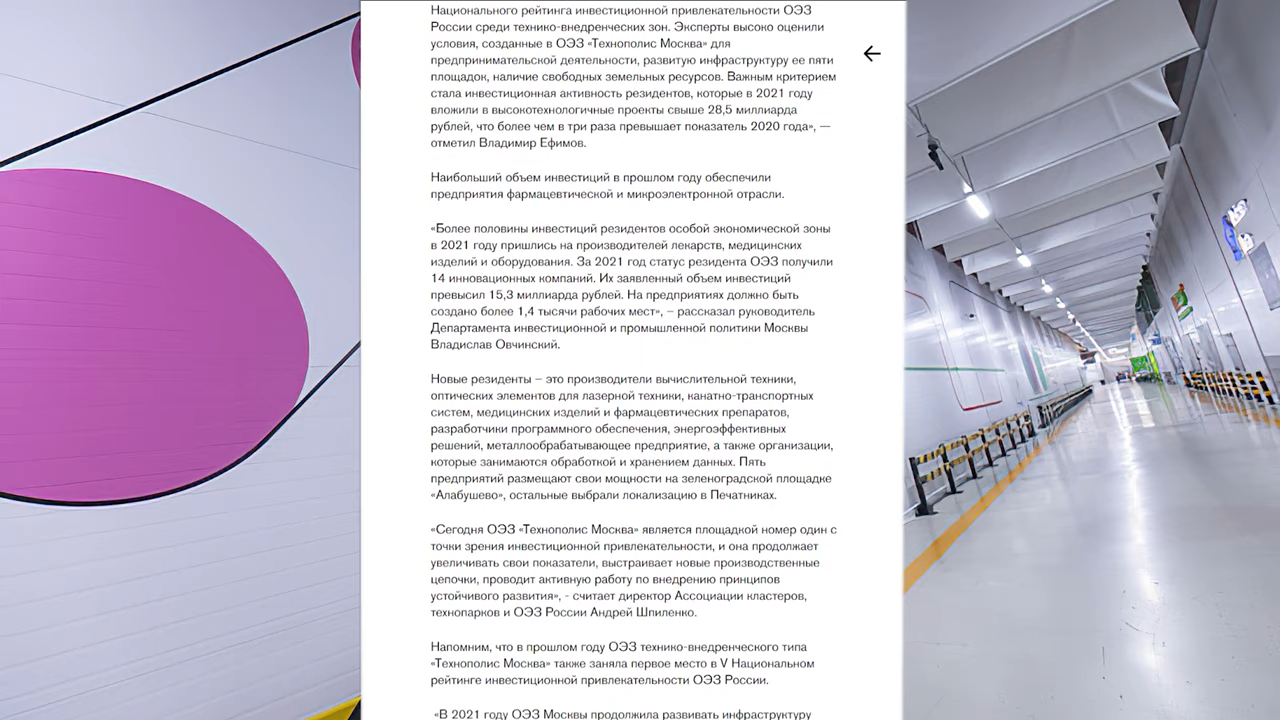 Национального рейтинга инвестиционной привлекательности ОЭЗ
России среди технико-внедренческих зон. Эксперты высоко оценили
условия, созданные в ОЭЗ «Технополис Москва» для
предпринимательской деятельности, развитую инфраструктуру ее пяти
площадок, наличие свободных земельных ресурсов. Важным критерием
стала инвестиционная активность резидентов, которые в 2021 году
вложили в высокотехнологичные проекты свыше 28,5 миллиарда
рублей, что более чем в три раза превышает показатель 2020 года», —
отметил Владимир Ефимов.
Наибольший объем инвестиций в прошлом году обеспечили
предприятия фармацевтической и микроэлектронной отрасли.
«Более половины инвестиций резидентов особой экономической зоны
в 2021 году пришлись на производителей лекарств, медицинских
изделий и оборудования. За 2021 год статус резидента ОЭЗ получили
14 инновационных компаний. Их заявленный объем инвестиций
превысил 15,3 миллиарда рублей. На предприятиях должно быть
создано более 1,4 тысячи рабочих мест», – рассказал руководитель
Департамента инвестиционной и промышленной политики Москвы
Владислав Овчинский.
Новые резиденты – это производители вычислительной техники,
оптических элементов для лазерной техники, канатно-транспортных
систем, медицинских изделий и фармацевтических препаратов,
разработчики программного обеспечения, энергоэффективных
решений, металлообрабатывающее предприятие, а также организации,
которые занимаются обработкой и хранением данных. Пять
предприятий размещают свои мощности на зеленоградской площадке
«Алабушево», остальные выбрали локализацию в Печатниках.
«Сегодня ОЭЗ «Технополис Москва» является площадкой номер один с
точки зрения инвестиционной привлекательности, и она продолжает
увеличивать свои показатели, выстраивает новые производственные
цепочки, проводит активную работу по внедрению принципов
устойчивого развития», - считает директор Ассоциации кластеров,
технопарков и ОЭЗ России Андрей Шпиленко.
Напомним, что в прошлом году ОЭЗ технико-внедренческого типа
«Технополис Москва» также заняла первое место в V Национальном
рейтинге инвестиционной привлекательности ОЭЗ России.
«В 2021 году ОЭЗ Москвы продолжила развивать инфраструктуру